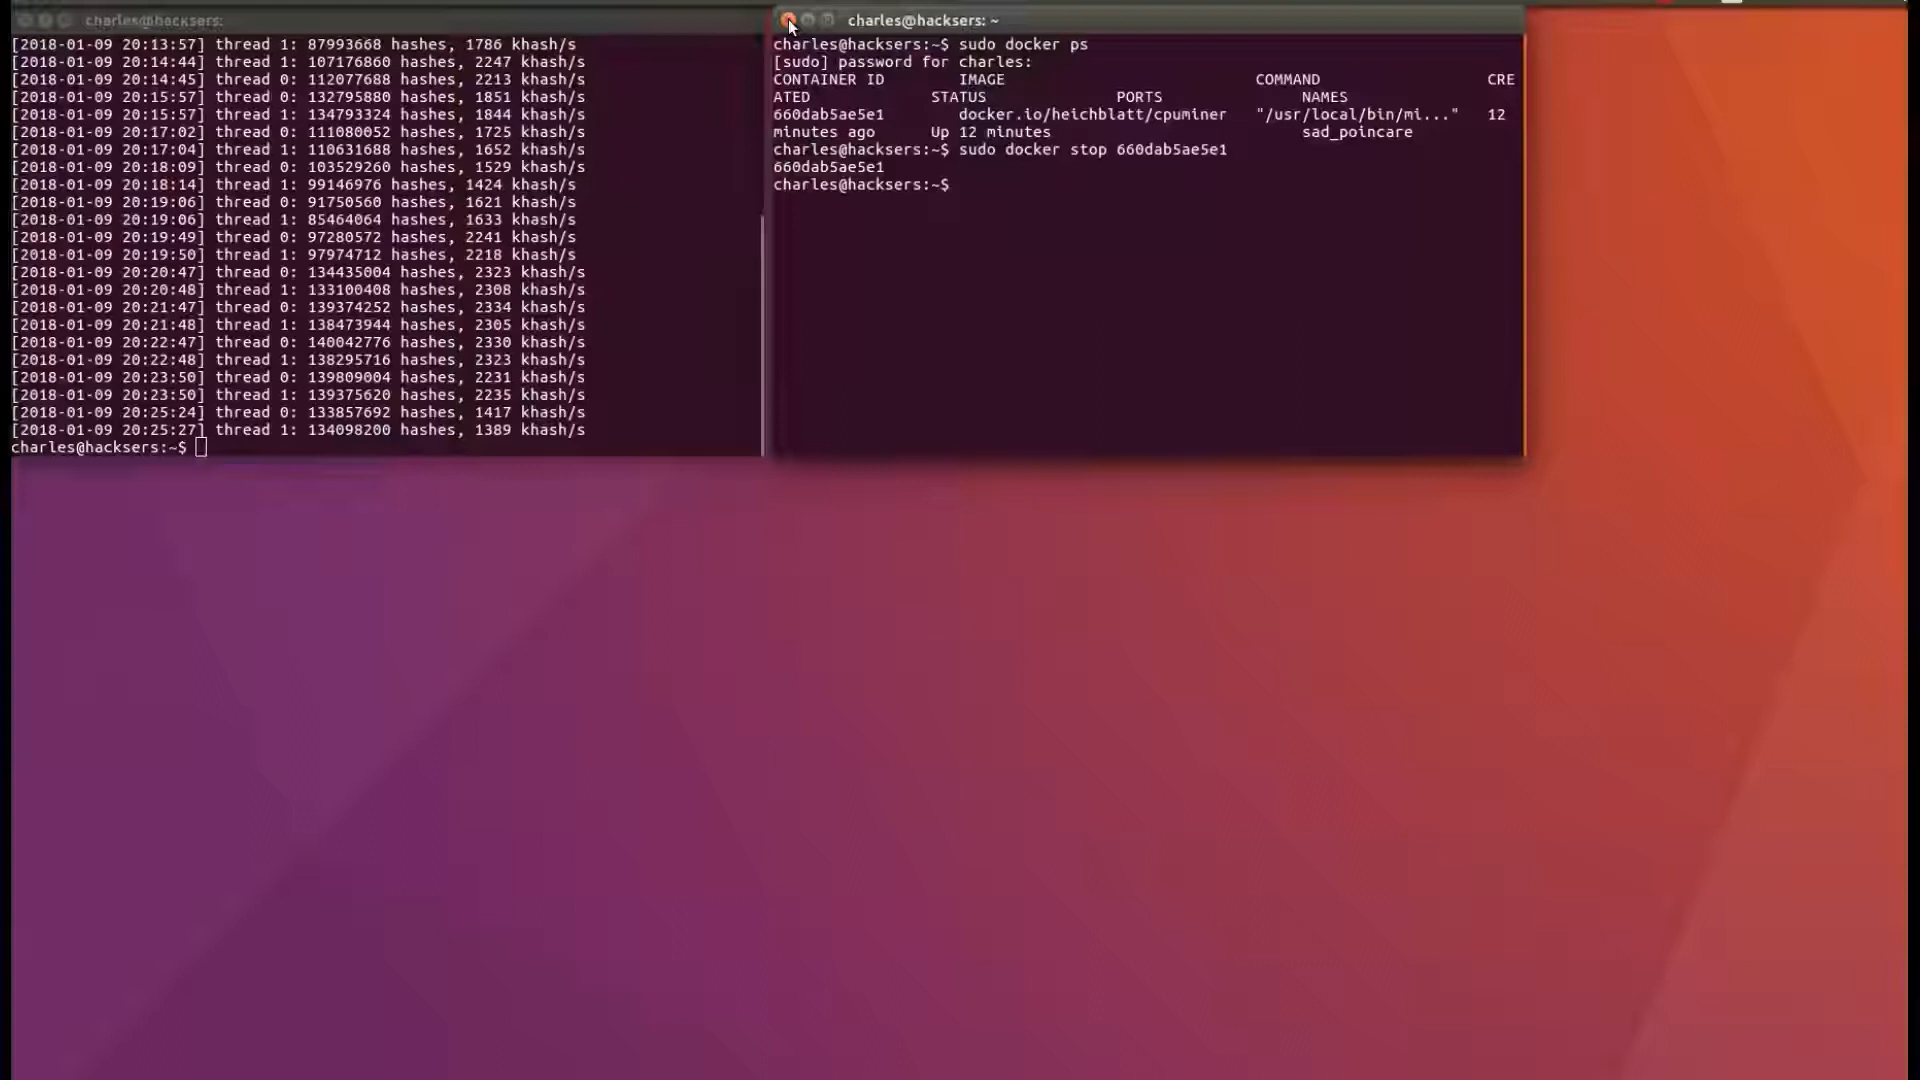 charles@hacksers:
[2018-01-09 20:13:57] thread 1: 87993668 hashes, 1786 khash/s
[2018-01-09 20:14:44] thread 1: 107176860 hashes, 2247 khash/s
[2018-01-09 20:14:45] thread 0: 112077688 hashes, 2213 khash/s
[2018-01-09 20:15:57] thread 0: 132795880 hashes, 1851 khash/s
[2018-01-09 20:15:57] thread 1: 134793324 hashes, 1844 khash/s
[2018-01-09 20:17:02] thread 0: 111080052 hashes, 1725 khash/s
[2018-01-09 20:17:04] thread 1: 110631688 hashes, 1652 khash/s
[2018-01-09 20:18:09] thread 0: 103529260 hashes, 1529 khash/s
[2018-01-09 20:18:14] thread 1: 99146976 hashes, 1424 khash/s
[2018-01-09 20:19:06] thread 0: 91750560 hashes, 1621 khash/s
[2018-01-09 20:19:06] thread 1: 85464064 hashes, 1633 khash/s
[2018-01-09 20:19:49] thread 0: 97280572 hashes, 2241 khash/s
[2018-01-09 20:19:50] thread 1: 97974712 hashes, 2218 khash/s
[2018-01-09 20:20:47] thread 0: 134435004 hashes, 2323 khash/s
[2018-01-09 20:20:48] thread 1: 133100408 hashes, 2308 khash/s
[2018-01-09 20:21:47] thread 0: 139374252 hashes, 2334 khash/s
[2018-01-09 20:21:48] thread 1: 138473944 hashes, 2305 khash/s
[2018-01-09 20:22:47] thread 0: 140042776 hashes, 2330 khash/s
[2018-01-09 20:22:48] thread 1: 138295716 hashes, 2323 khash/s
[2018-01-09 20:23:50] thread 0: 139809004 hashes, 2231 khash/s
[2018-01-09 20:23:50] thread 1: 139375620 hashes, 2235 khash/s
[2018-01-09 20:25:24] thread 0: 133857692 hashes, 1417 khash/s
[2018-01-09 20:25:27] thread 1: 134098200 hashes, 1389 khash/s
charles@hacksers:~$
charles@hacksers: ~
charles@hacksers:~$ sudo docker ps
[sudo] password for charles:
CONTAINER ID IMAGE COMMAND CRE
ATED STATUS PORTS NAMES
660dab5ae5e1 docker.io/heichblatt/cpuminer "/usr/local/bin/mi..." 12
minutes ago Up 12 minutes sad_poincare
charles@hacksers:~$ sudo docker stop 660dab5ae5e1
660dab5ae5e1
charles@hacksers:~$